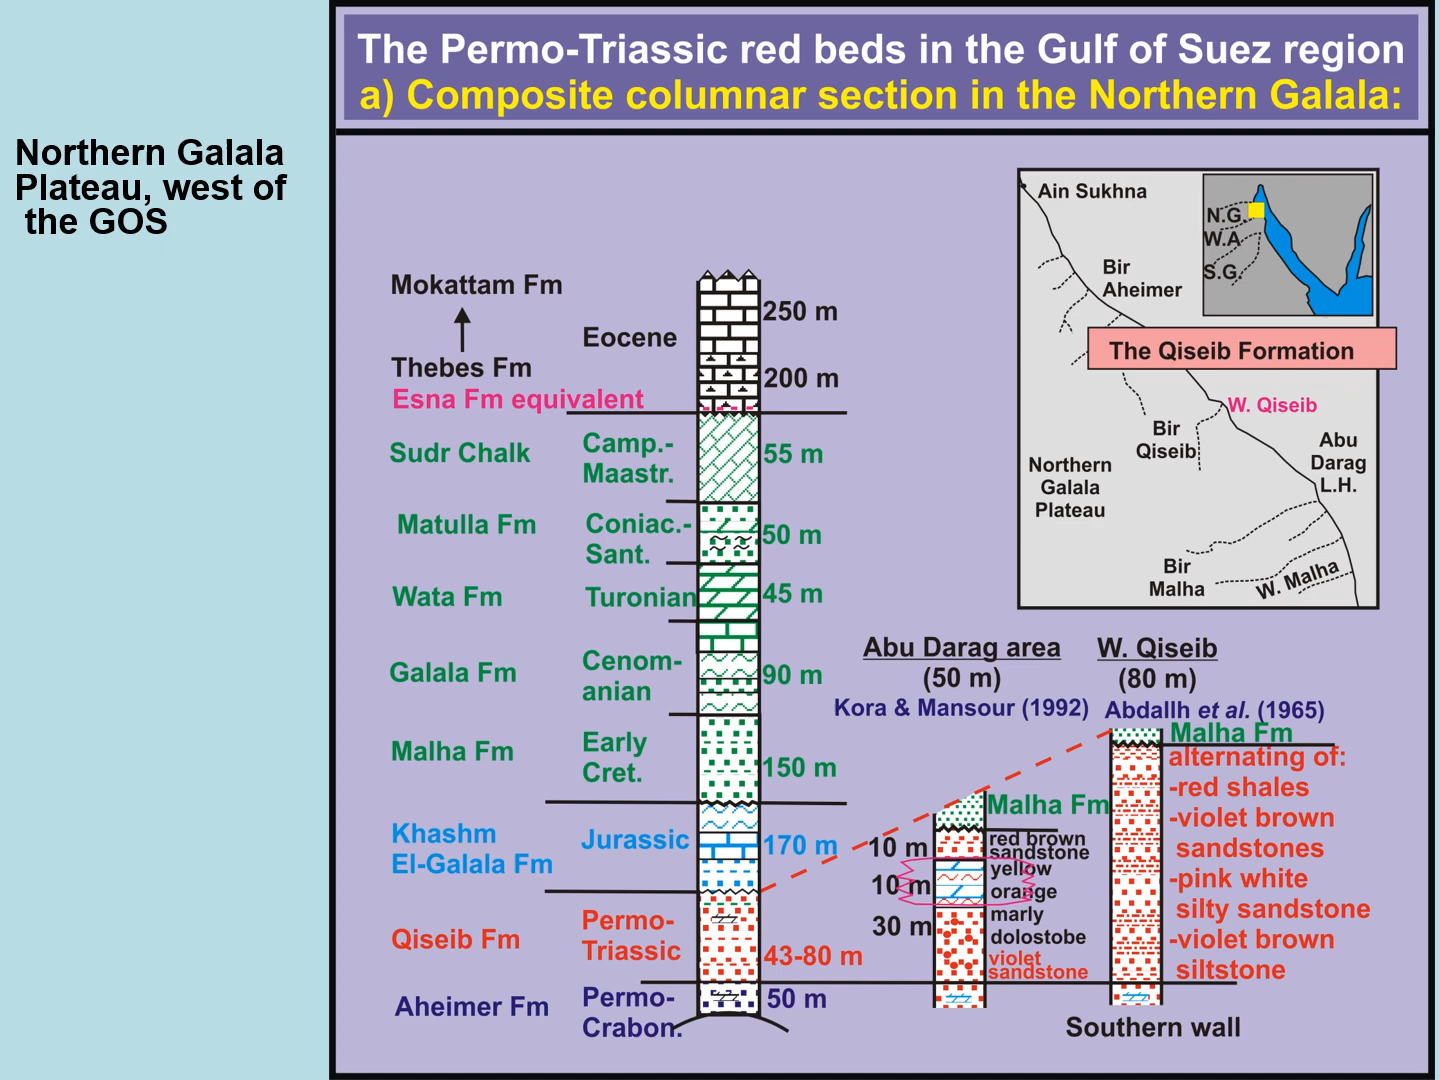 The Permo-Triassic red beds in the Gulf of Suez region
a) Composite columnar section in the Northern Galala:
Northern Galala
Plateau, west of
the GOS
Mokattam Fm
Thebes Fm
Esna Fm equivalent
Eocene
250 m
200 m
Sudr Chalk
Camp.-
Maastr.
55 m
Matulla Fm
Coniac.-
Sant.
50 m
Wata Fm
Turonian
45 m
Galala Fm
Cenom-
anian
90 m
Malha Fm
Early
Cret.
150 m
Khashm
El-Galala Fm
Jurassic
170 m
Qiseib Fm
Permo-
Triassic
43-80 m
Aheimer Fm
Permo-
Crabon.
50 m
Ain Sukhna
N.G.
W.A
S.G.
Bir
Aheimer
The Qiseib Formation
W. Qiseib
Bir
Qiseib
Abu
Darag
L.H.
Northern
Galala
Plateau
Bir
Malha
W. Malha
Abu Darag area
(50 m)
Kora & Mansour (1992)
Malha Fm
10 m
10 m
30 m
red brown
sandstone
yellow
orange
marly
dolostobe
violet
sandstone
W. Qiseib
(80 m)
Abdallh et al. (1965)
Malha Fm
alternating of:
-red shales
-violet brown
sandstones
-pink white
silty sandstone
-violet brown
siltstone
Southern wall